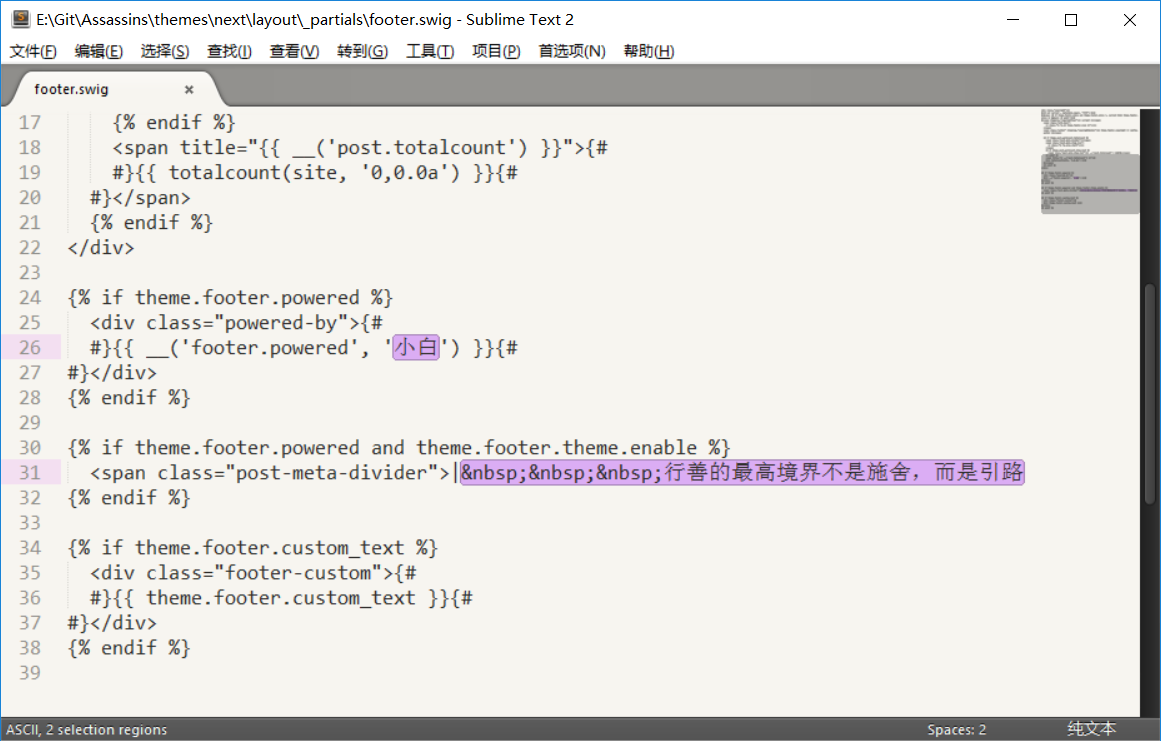 E:\Git\Assassins\themes\next\layout\_partials\footer.swig - Sublime Text 2
文件(F) 编辑(E) 选择(S) 查找(I) 查看(V) 转到(G) 工具(T) 项目(P) 首选项(N) 帮助(H)
footer.swig ×
17 {% endif %}
18 <span title="{{ __('post.totalcount') }}">{#
19 #}{{ totalcount(site, '0,0.0a') }}{#
20 #}</span>
21 {% endif %}
22 </div>
23
24 {% if theme.footer.powered %}
25 <div class="powered-by">{#
26 #}{{ __('footer.powered', '小白') }}{#
27 #}</div>
28 {% endif %}
29
30 {% if theme.footer.powered and theme.footer.theme.enable %}
31 <span class="post-meta-divider">|&nbsp;&nbsp;&nbsp;行善的最高境界不是施舍，而是引路
32 {% endif %}
33
34 {% if theme.footer.custom_text %}
35 <div class="footer-custom">{#
36 #}{{ theme.footer.custom_text }}{#
37 #}</div>
38 {% endif %}
39
ASCII, 2 selection regions Spaces: 2 纯文本